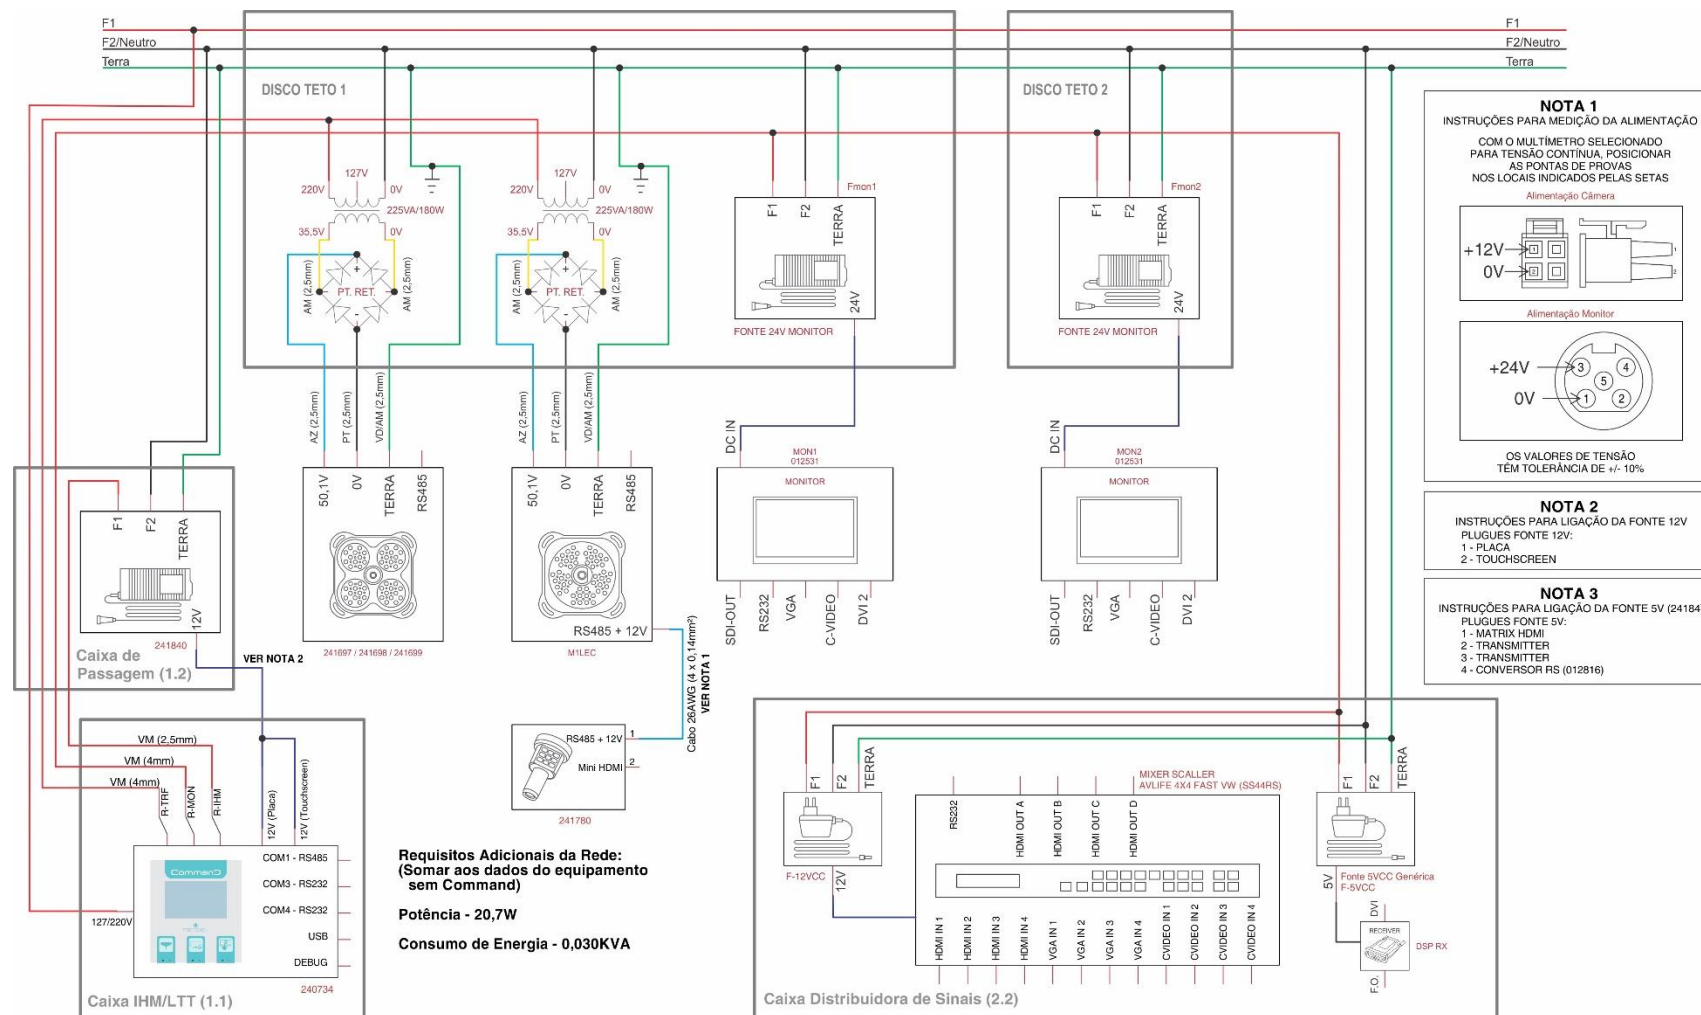 F1
F1
F2/Neutro
F2/Neutro
Terra
Terra
DISCO TETO 1
DISCO TETO 2
127V
220V
0V
225VA/180W
35,5V
0V
AM (2,5mm)
+
PT. RET.
-
AM (2,5mm)
127V
220V
0V
225VA/180W
35,5V
0V
AM (2,5mm)
+
PT. RET.
-
AM (2,5mm)
Fmon1
F1
F2
TERRA
24V
FONTE 24V MONITOR
Fmon2
F1
F2
TERRA
24V
FONTE 24V MONITOR
NOTA 1
INSTRUÇÕES PARA MEDIÇÃO DA ALIMENTAÇÃO
COM O MULTÍMETRO SELECIONADO
PARA TENSÃO CONTÍNUA, POSICIONAR
AS PONTAS DE PROVAS
NOS LOCAIS INDICADOS PELAS SETAS
Alimentação Câmera
+12V
1
1
0V
2
2
Alimentação Monitor
+24V
3
4
5
0V
1
2
OS VALORES DE TENSÃO
TÊM TOLERÂNCIA DE +/- 10%
NOTA 2
INSTRUÇÕES PARA LIGAÇÃO DA FONTE 12V
PLUGUES FONTE 12V:
1 - PLACA
2 - TOUCHSCREEN
NOTA 3
INSTRUÇÕES PARA LIGAÇÃO DA FONTE 5V (24184
PLUGUES FONTE 5V:
1 - MATRIX HDMI
2 - TRANSMITTER
3 - TRANSMITTER
4 - CONVERSOR RS (012816)
AZ (2,5mm)
PT (2,5mm)
VD/AM (2,5mm)
50,1V
0V
TERRA
RS485
241697 / 241698 / 241699
AZ (2,5mm)
PT (2,5mm)
VD/AM (2,5mm)
50,1V
0V
TERRA
RS485
RS485 + 12V
M1LEC
DC IN
MON1
012531
MONITOR
SDI-OUT
RS232
VGA
C-VIDEO
DVI 2
DC IN
MON2
012531
MONITOR
SDI-OUT
RS232
VGA
C-VIDEO
DVI 2
F1
F2
TERRA
12V
241840
Caixa de
Passagem (1.2)
VER NOTA 2
Cabo 26AWG (4 x 0,14mm²)
VER NOTA 1
RS485 + 12V
1
Mini HDMI
2
241780
VM (2,5mm)
VM (4mm)
VM (4mm)
R-TRF
R-MON
R-IHM
12V (Placa)
12V (Touchscreen)
CommanD
COM1 - RS485
COM3 - RS232
COM4 - RS232
USB
DEBUG
127/220V
240734
Caixa IHM/LTT (1.1)
Requisitos Adicionais da Rede:
(Somar aos dados do equipamento
sem Command)
Potência - 20,7W
Consumo de Energia - 0,030KVA
F1
F2
TERRA
F-12VCC
12V
MIXER SCALLER
AVLIFE 4X4 FAST VW (SS44RS)
RS232
HDMI OUT A
HDMI OUT B
HDMI OUT C
HDMI OUT D
HDMI IN 1
HDMI IN 2
HDMI IN 3
HDMI IN 4
VGA IN 1
VGA IN 2
VGA IN 3
VGA IN 4
CVIDEO IN 1
CVIDEO IN 2
CVIDEO IN 3
CVIDEO IN 4
F1
F2
TERRA
5V
Fonte 5VCC Genérica
F-5VCC
DVI
RECEIVER
DSP RX
F.O.
Caixa Distribuidora de Sinais (2.2)